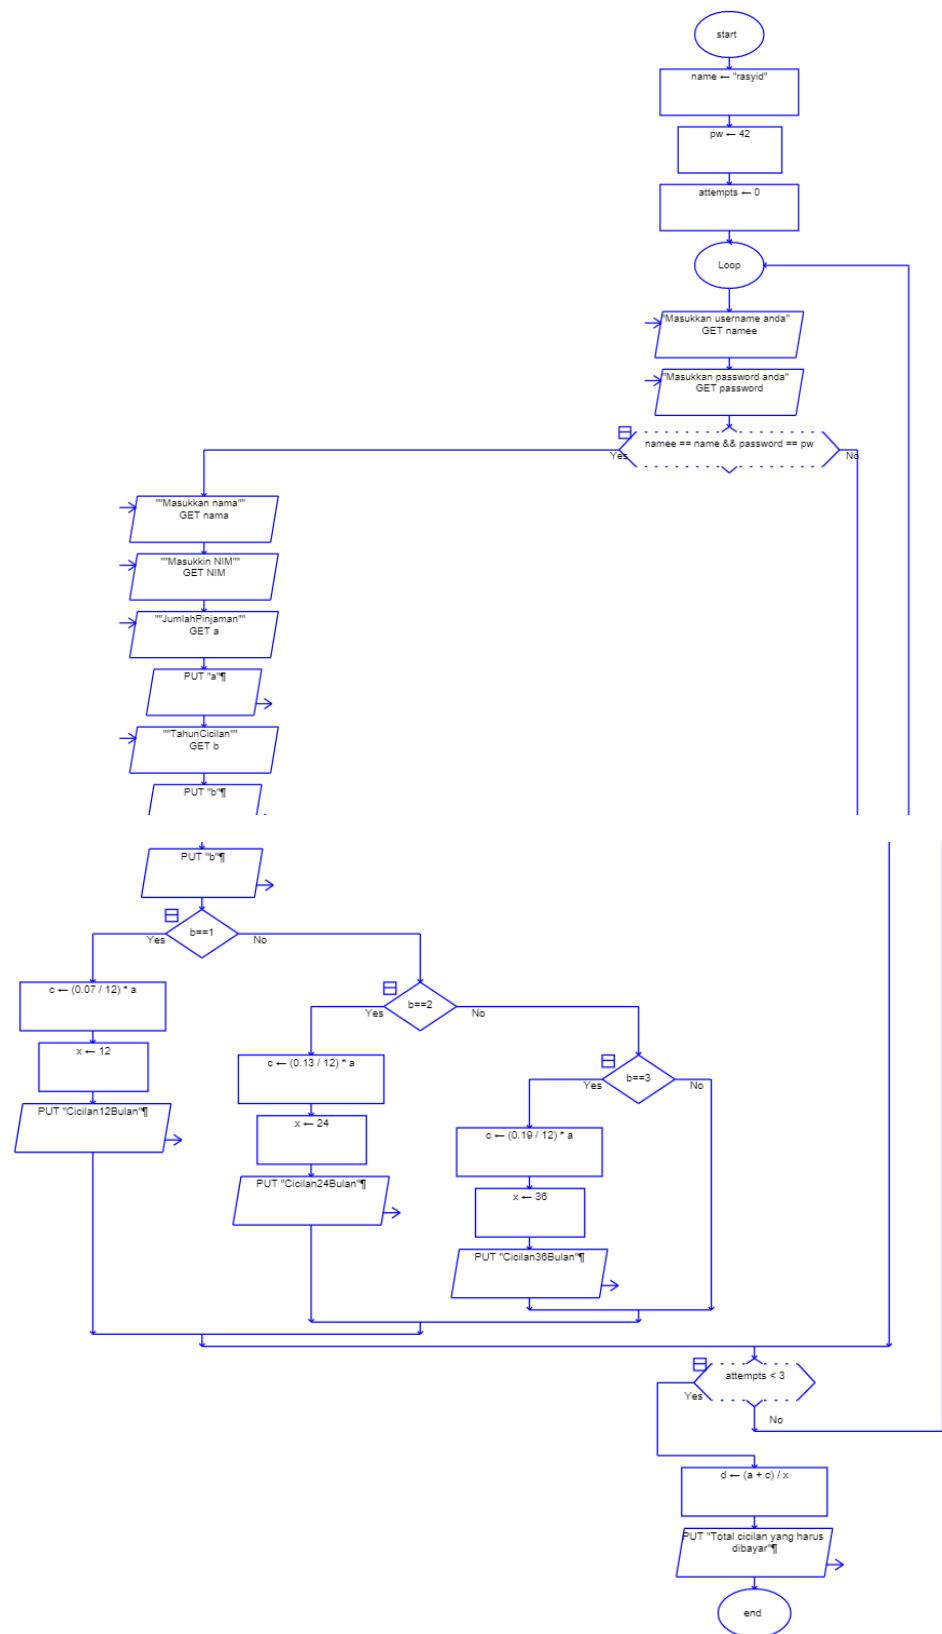 start
name ← "rasyid"
pw ← 42
attempts ← 0
Loop
"Masukkan username anda"
GET namee
"Masukkan password anda"
GET password
namee == name && password == pw
Yes
No
""Masukkan nama""
GET nama
""Masukkin NIM""
GET NIM
""JumlahPinjaman""
GET a
PUT "a"¶
""TahunCicilan""
GET b
PUT "b"¶
PUT "b"¶
b==1
Yes
No
c ← (0.07 / 12) * a
x ← 12
PUT "Cicilan12Bulan"¶
b==2
Yes
No
c ← (0.13 / 12) * a
x ← 24
PUT "Cicilan24Bulan"¶
b==3
Yes
No
c ← (0.19 / 12) * a
x ← 36
PUT "Cicilan36Bulan"¶
attempts < 3
Yes
No
d ← (a + c) / x
PUT "Total cicilan yang harus
dibayar"¶
end